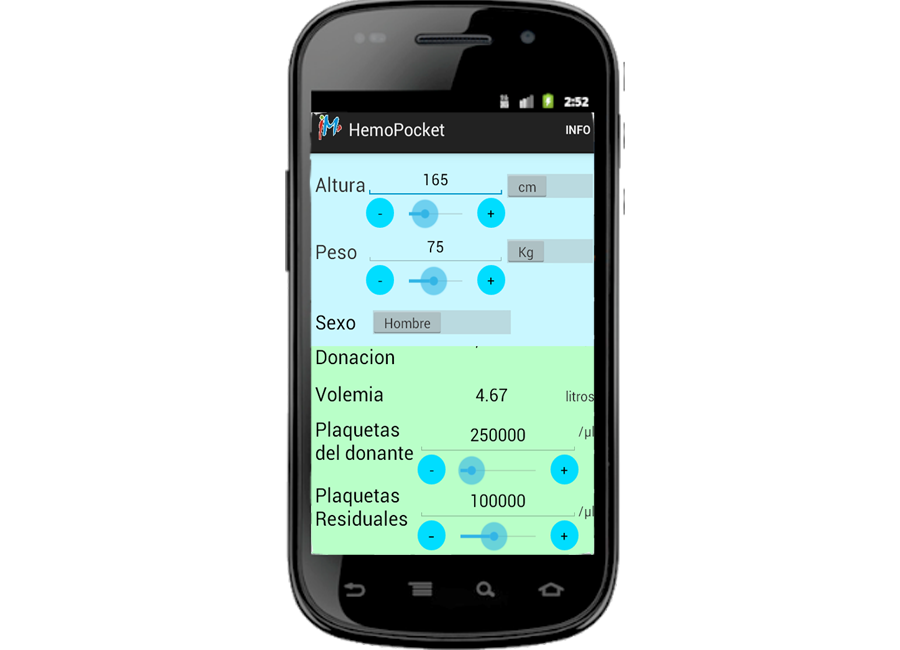 2:52
HemoPocket INFO
Altura 165 cm
- +
Peso 75 Kg
- +
Sexo Hombre
Donacion
Volemia 4.67 litros
Plaquetas
del donante 250000 /µl
- +
Plaquetas
Residuales 100000 /µl
- +